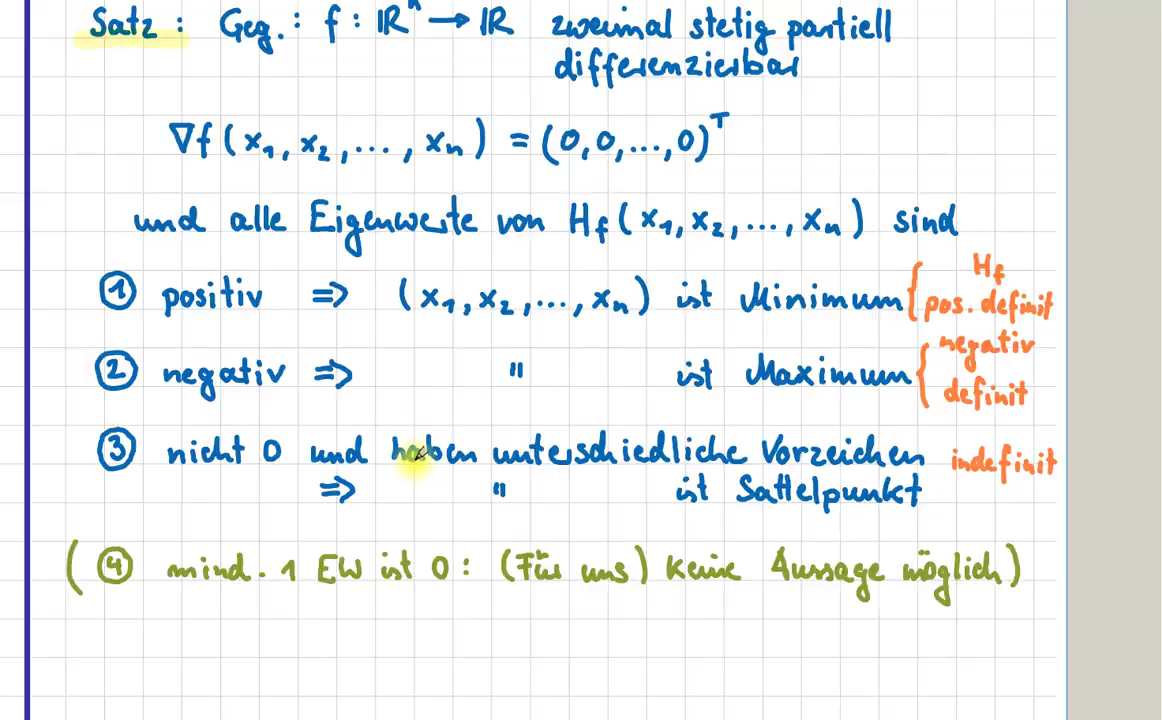 Satz: Geg.: f: ℝⁿ → ℝ zweimal stetig partiell
differenzierbar
∇f(x₁, x₂, ..., xₙ) = (0, 0, ..., 0)ᵀ
und alle Eigenwerte von H_f(x₁, x₂, ..., xₙ) sind
① positiv => (x₁, x₂, ..., xₙ) ist Minimum { H_f pos. definit
② negativ => " ist Maximum { negativ definit
③ nicht 0 und haben unterschiedliche Vorzeichen indefinit
=> " ist Sattelpunkt
(④ mind. 1 EW ist 0: (Für uns) keine Aussage möglich)